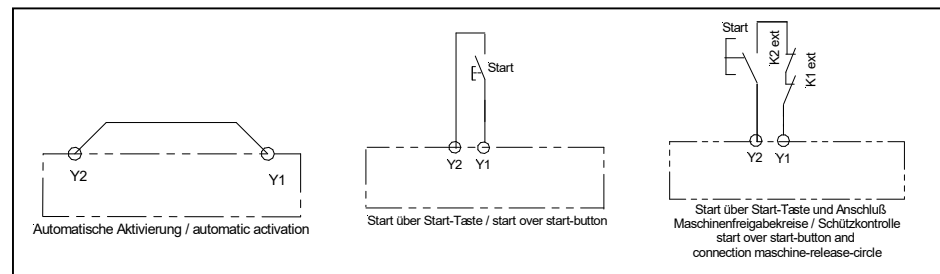 Y2
Y1
Automatische Aktivierung / automatic activation
Start
Y2
Y1
Start über Start-Taste / start over start-button
Start
K2 ext
K1 ext
Y2
Y1
Start über Start-Taste und Anschluß
Maschinenfreigabekreise / Schützkontrolle
start over start-button and
connection maschine-release-circle